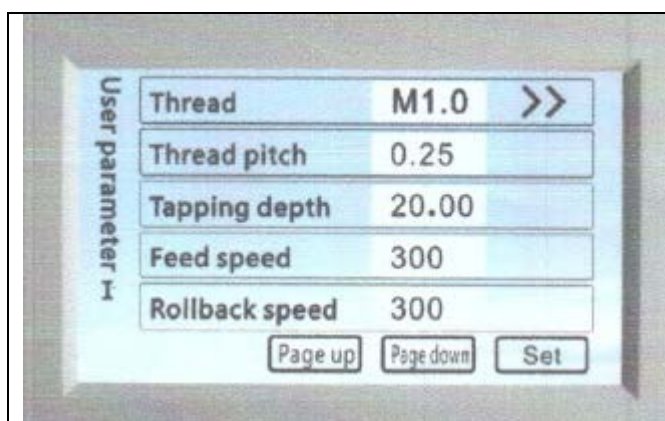 User parameter I
Thread M1.0 >>
Thread pitch 0.25
Tapping depth 20.00
Feed speed 300
Rollback speed 300
Page up Page down Set